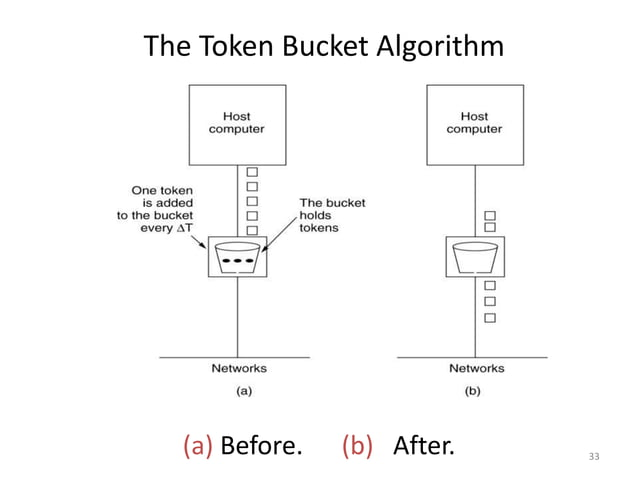 The Token Bucket Algorithm
Host
computer
One token
is added
to the bucket
every ΔT
The bucket
holds
tokens
Networks
(a)
Host
computer
Networks
(b)
(a) Before. (b) After.
33